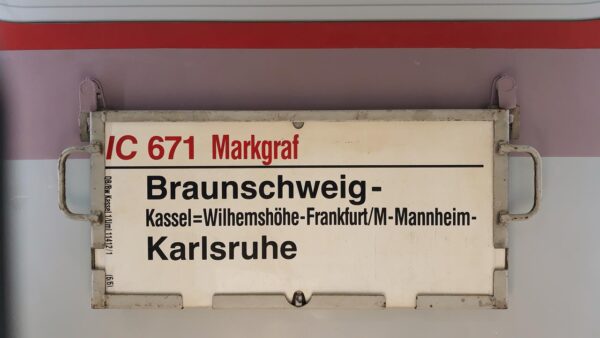 IC 671 Markgraf
Braunschweig-
Kassel=Wilhemshöhe-Frankfurt/M-Mannheim-
Karlsruhe